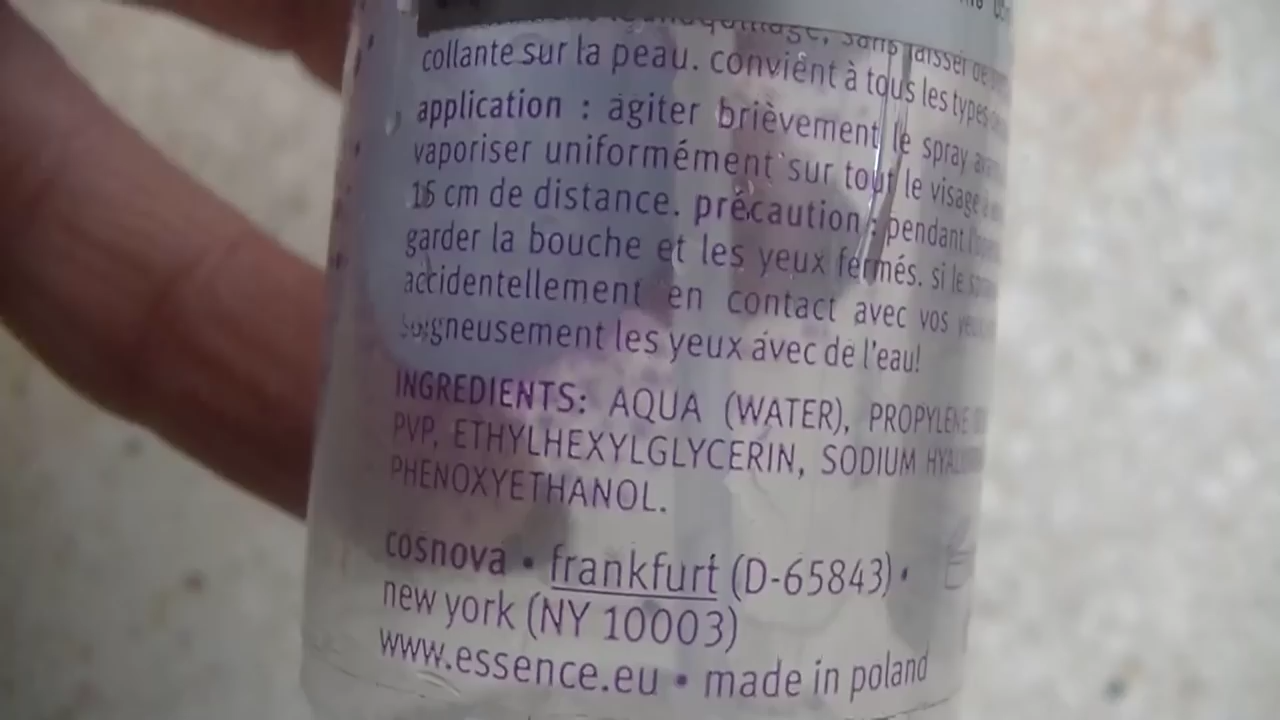 collante sur la peau. convient à tous les types
application : agiter brièvement le spray
vaporiser uniformément sur tout le visage
15 cm de distance. précaution : pendant
garder la bouche et les yeux fermés. si le
accidentellement en contact avec vos
soigneusement les yeux avec de l'eau!
INGREDIENTS: AQUA (WATER), PROPYLENE
PVP, ETHYLHEXYLGLYCERIN, SODIUM
PHENOXYETHANOL.
cosnova • frankfurt (D-65843) •
new york (NY 10003)
www.essence.eu • made in poland